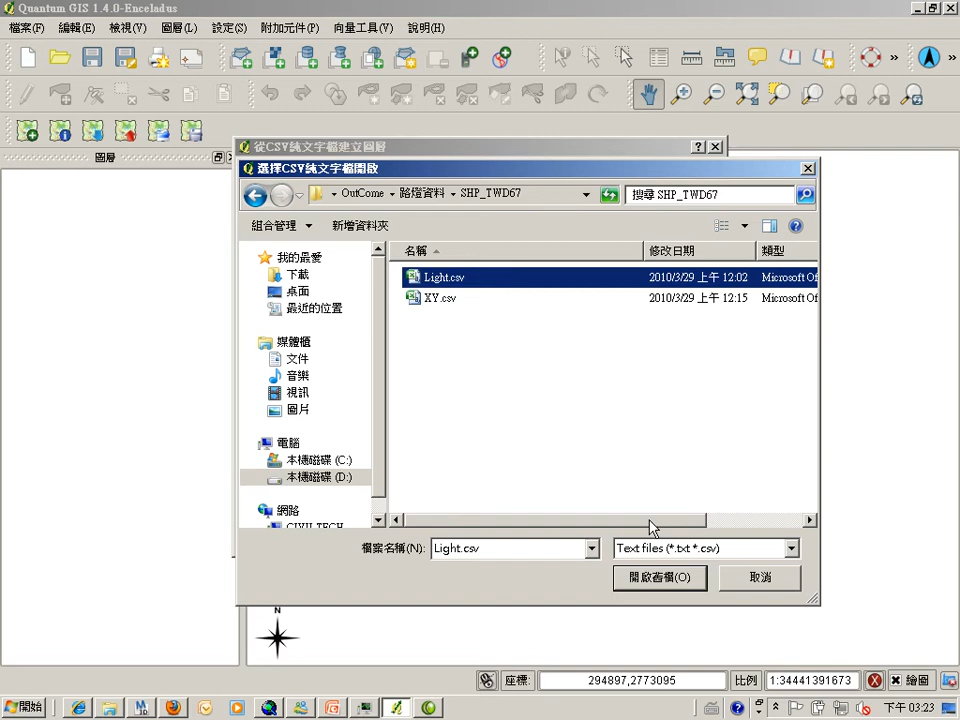 Quantum GIS 1.4.0-Enceladus
檔案(F) 編輯(E) 檢視(V) 圖層(L) 設定(S) 附加元件(P) 向量工具(V) 說明(H)
圖層
從CSV純文字檔建立圖層
選擇CSV純文字檔開啟
OutCome 路燈資料 SHP_TWD67 搜尋 SHP_TWD67
組合管理 新增資料夾
名稱 修改日期 類型
我的最愛
下載
桌面
最近的位置
媒體櫃
文件
音樂
視訊
圖片
電腦
本機磁碟 (C:)
本機磁碟 (D:)
網路
CIVILTECH
Light.csv 2010/3/29 上午 12:02 Microsoft Of
XY.csv 2010/3/29 上午 12:15 Microsoft Of
檔案名稱(N): Light.csv Text files (*.txt *.csv)
開啟舊檔(O) 取消
N
座標: 294897,2773095 比例 1:34441391673 繪圖
開始 下午 03:23